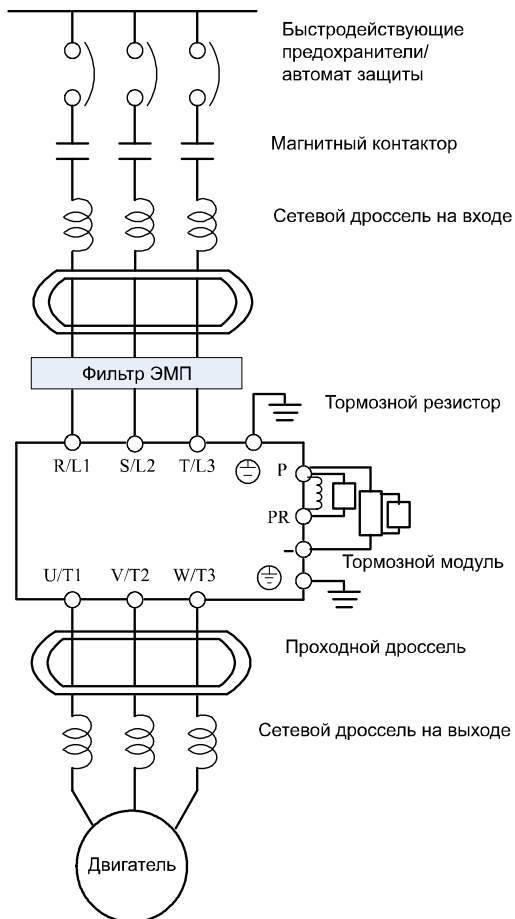 Быстродействующие
предохранители/
автомат защиты
Магнитный контактор
Сетевой дроссель на входе
Фильтр ЭМП
Тормозной резистор
R/L1 S/L2 T/L3 P
PR
-
Тормозной модуль
U/T1 V/T2 W/T3
Проходной дроссель
Сетевой дроссель на выходе
Двигатель